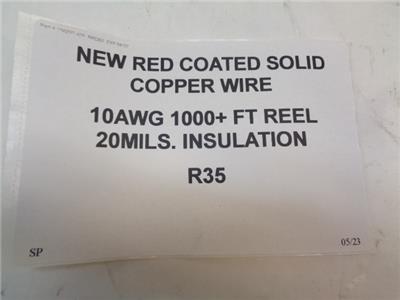 NEW RED COATED SOLID
COPPER WIRE
10AWG 1000+ FT REEL
20MILS. INSULATION
R35
SP
05/23